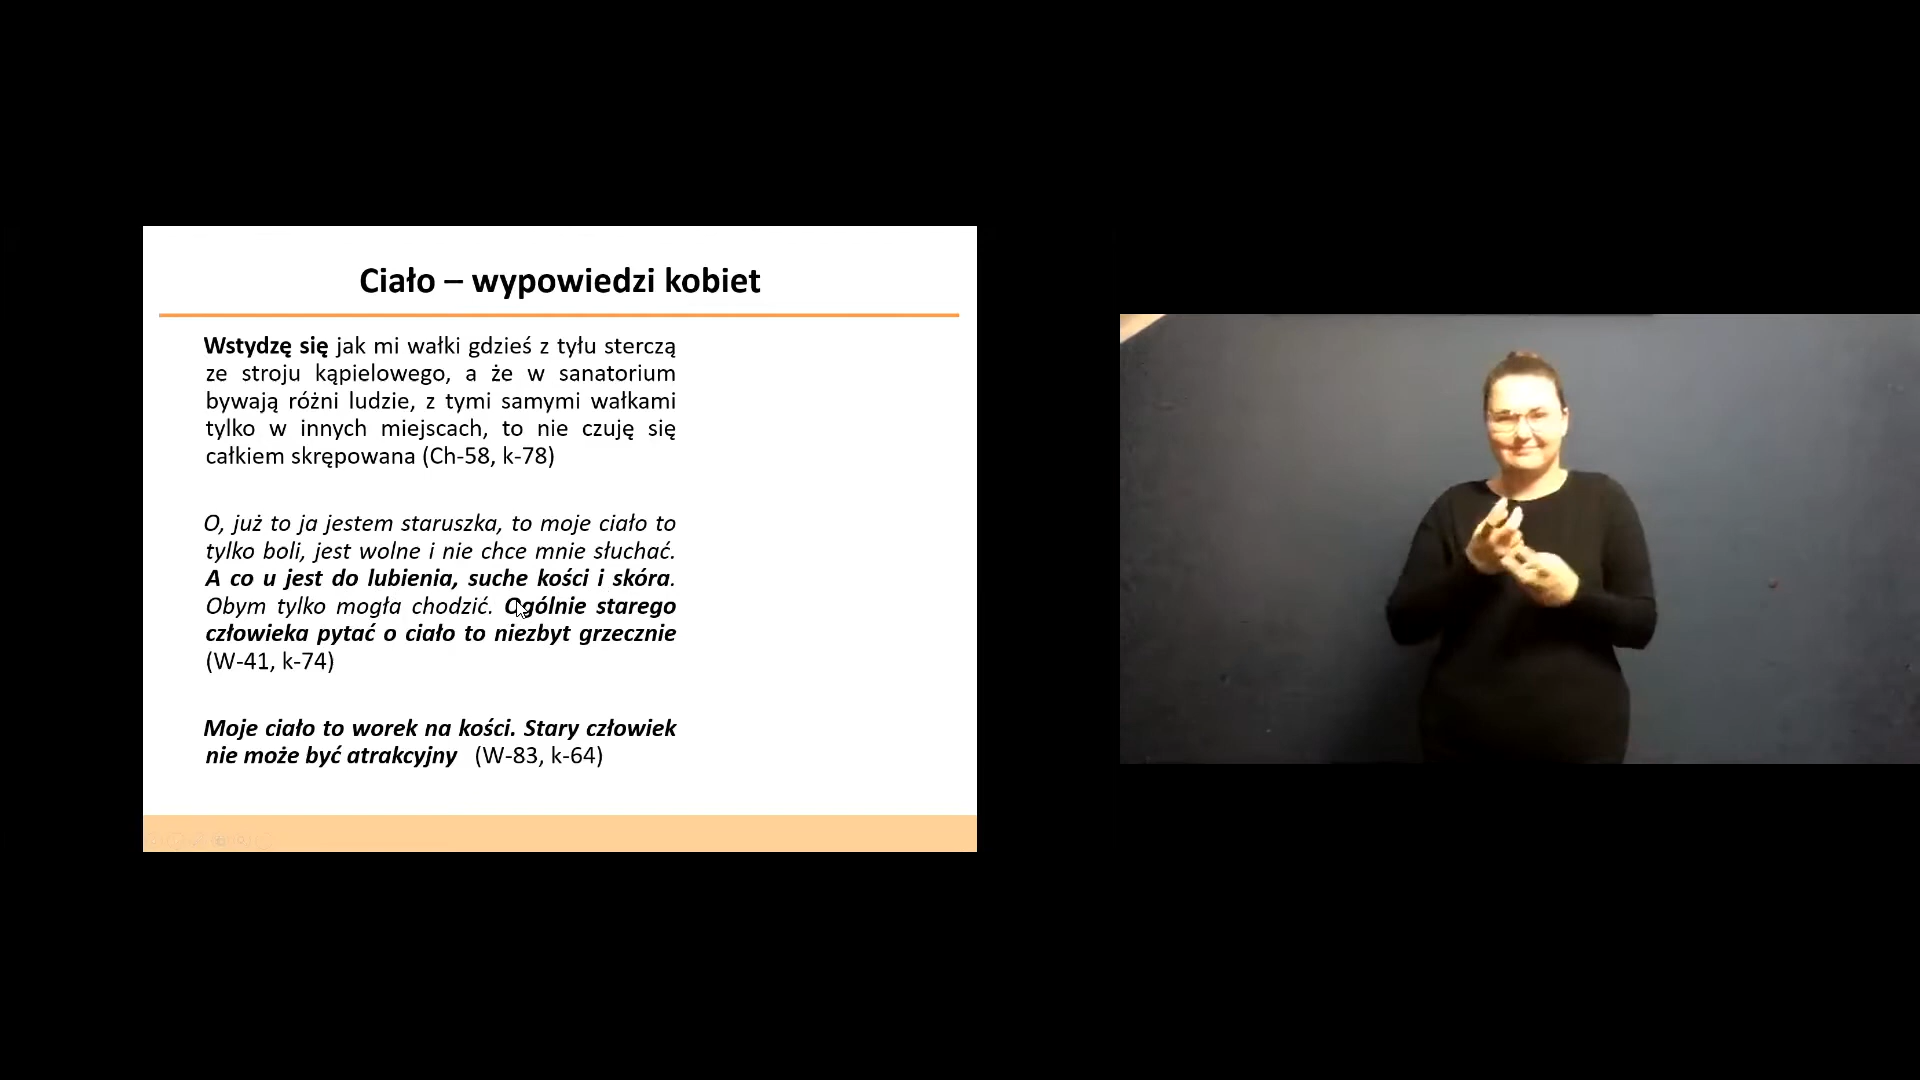 Ciało – wypowiedzi kobiet
Wstydzę się jak mi wałki gdzieś z tyłu sterczą
ze stroju kąpielowego, a że w sanatorium
bywają różni ludzie, z tymi samymi wałkami
tylko w innych miejscach, to nie czuję się
całkiem skrępowana (Ch-58, k-78)
O, już to ja jestem staruszka, to moje ciało to
tylko boli, jest wolne i nie chce mnie słuchać.
A co u jest do lubienia, suche kości i skóra.
Obym tylko mogła chodzić. Ogólnie starego
człowieka pytać o ciało to niezbyt grzecznie
(W-41, k-74)
Moje ciało to worek na kości. Stary człowiek
nie może być atrakcyjny (W-83, k-64)